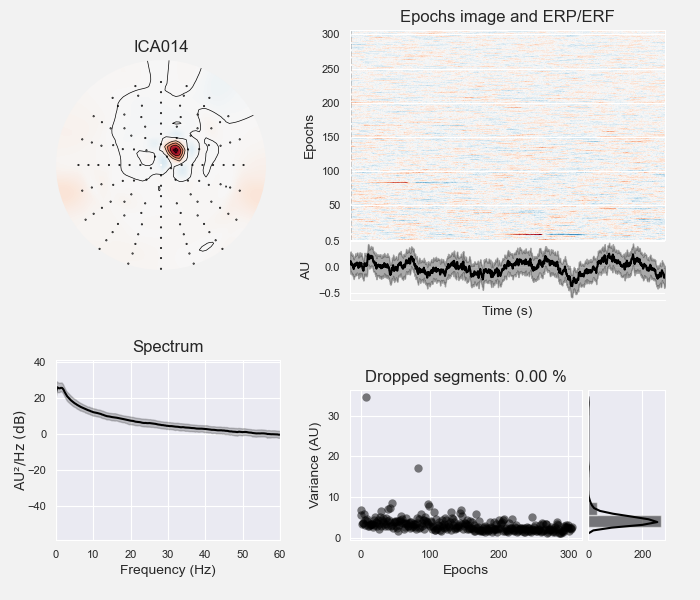 ICA014
Epochs image and ERP/ERF
300
250
200
150
100
50
Epochs
0.5
0.0
−0.5
AU
Time (s)
Spectrum
40
20
0
−20
−40
AU²/Hz (dB)
0 10 20 30 40 50 60
Frequency (Hz)
Dropped segments: 0.00 %
30
20
10
0
Variance (AU)
0 100 200 300
Epochs
0 200